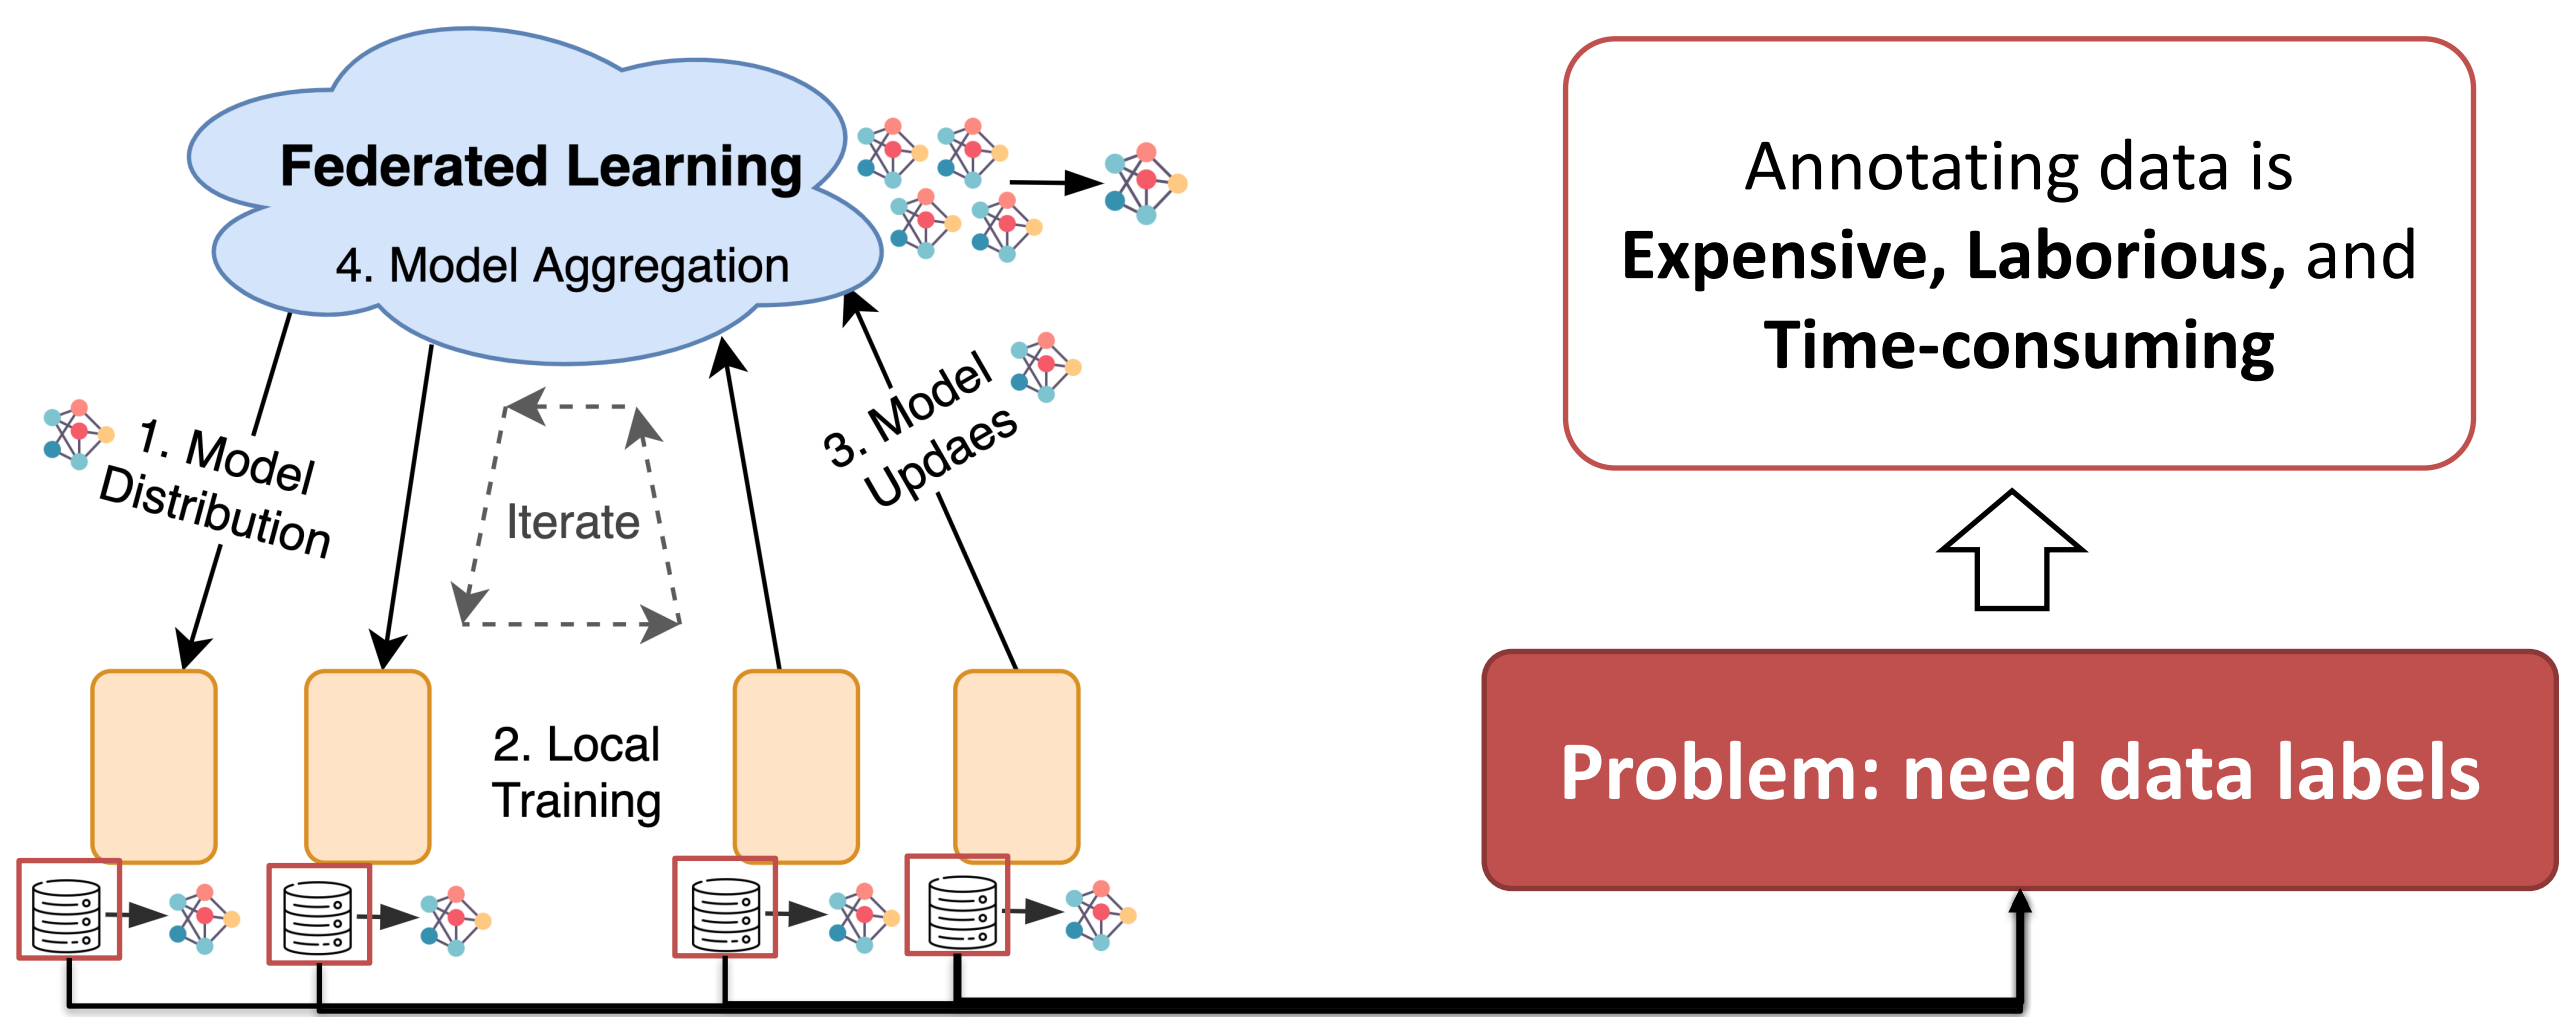 Federated Learning
4. Model Aggregation
1. Model
Distribution
Iterate
3. Model
Updaes
2. Local
Training
Annotating data is
Expensive, Laborious, and
Time-consuming
Problem: need data labels